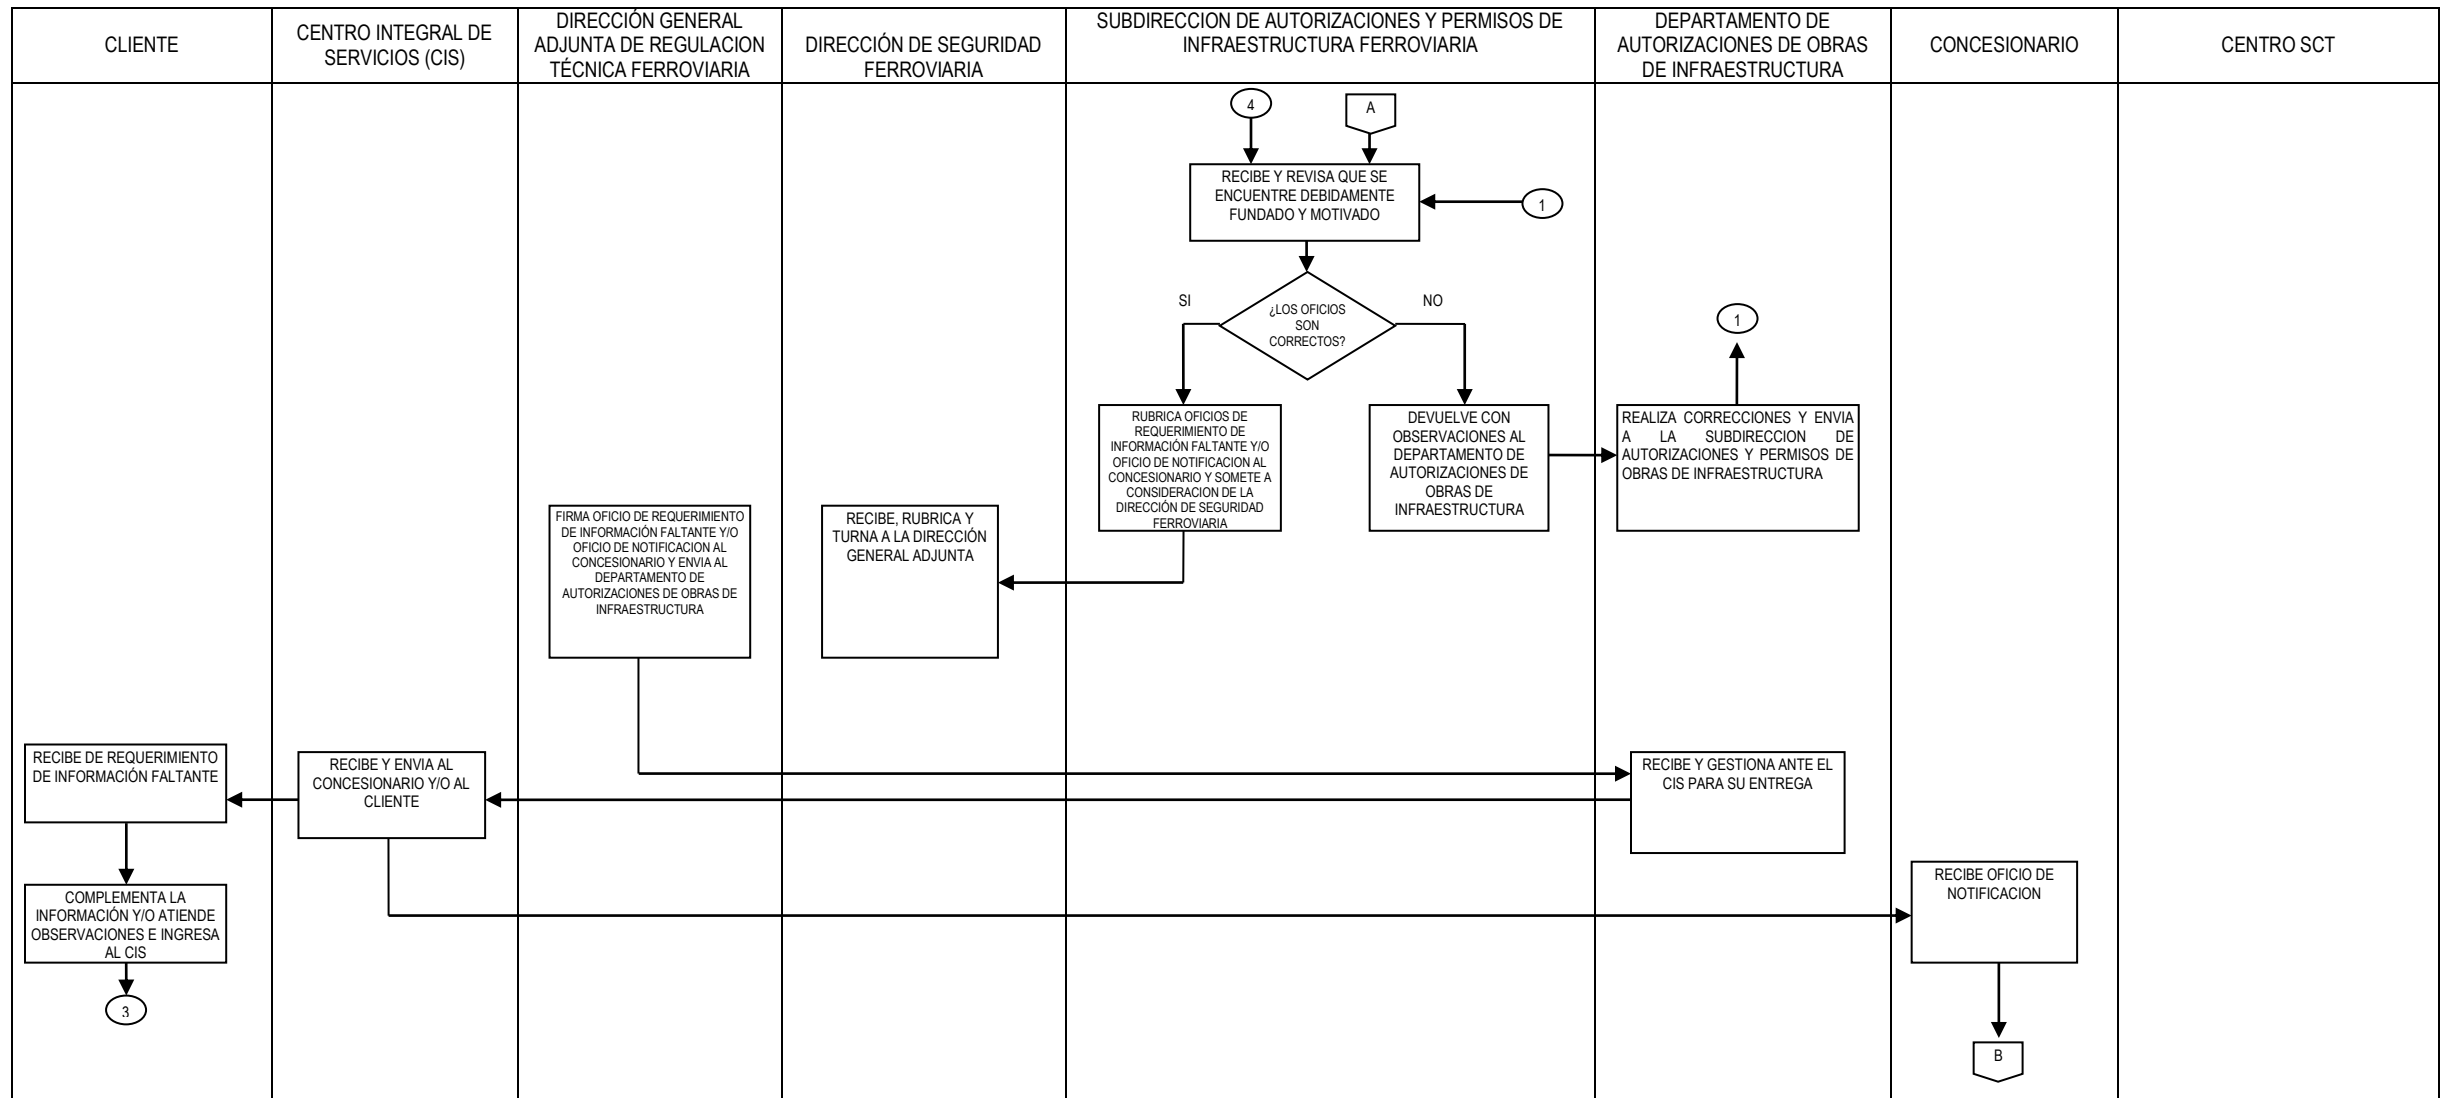 CLIENTE
CENTRO INTEGRAL DE
SERVICIOS (CIS)
DIRECCIÓN GENERAL
ADJUNTA DE REGULACION
TÉCNICA FERROVIARIA
DIRECCIÓN DE SEGURIDAD
FERROVIARIA
SUBDIRECCION DE AUTORIZACIONES Y PERMISOS DE
INFRAESTRUCTURA FERROVIARIA
DEPARTAMENTO DE
AUTORIZACIONES DE OBRAS
DE INFRAESTRUCTURA
CONCESIONARIO
CENTRO SCT
4
A
RECIBE Y REVISA QUE SE
ENCUENTRE DEBIDAMENTE
FUNDADO Y MOTIVADO
1
SI
¿LOS OFICIOS
SON
CORRECTOS?
NO
1
RUBRICA OFICIOS DE
REQUERIMIENTO DE
INFORMACIÓN FALTANTE Y/O
OFICIO DE NOTIFICACION AL
CONCESIONARIO Y SOMETE A
CONSIDERACION DE LA
DIRECCIÓN DE SEGURIDAD
FERROVIARIA
DEVUELVE CON
OBSERVACIONES AL
DEPARTAMENTO DE
AUTORIZACIONES DE
OBRAS DE
INFRAESTRUCTURA
REALIZA CORRECCIONES Y ENVIA
A LA SUBDIRECCION DE
AUTORIZACIONES Y PERMISOS DE
OBRAS DE INFRAESTRUCTURA
FIRMA OFICIO DE REQUERIMIENTO
DE INFORMACIÓN FALTANTE Y/O
OFICIO DE NOTIFICACION AL
CONCESIONARIO Y ENVIA AL
DEPARTAMENTO DE
AUTORIZACIONES DE OBRAS DE
INFRAESTRUCTURA
RECIBE, RUBRICA Y
TURNA A LA DIRECCIÓN
GENERAL ADJUNTA
RECIBE DE REQUERIMIENTO
DE INFORMACIÓN FALTANTE
RECIBE Y ENVIA AL
CONCESIONARIO Y/O AL
CLIENTE
RECIBE Y GESTIONA ANTE EL
CIS PARA SU ENTREGA
COMPLEMENTA LA
INFORMACIÓN Y/O ATIENDE
OBSERVACIONES E INGRESA
AL CIS
RECIBE OFICIO DE
NOTIFICACION
3
B